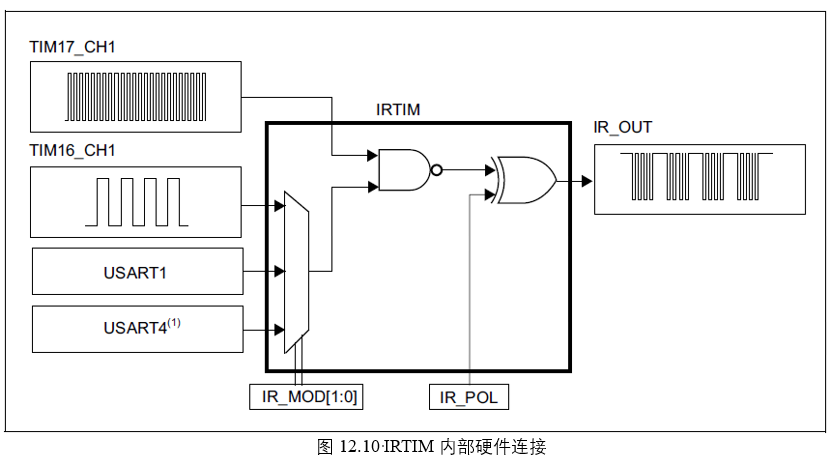 TIM17_CH1
IRTIM
IR_OUT
TIM16_CH1
USART1
USART4(1)
IR_MOD[1:0]
IR_POL
图 12.10·IRTIM 内部硬件连接